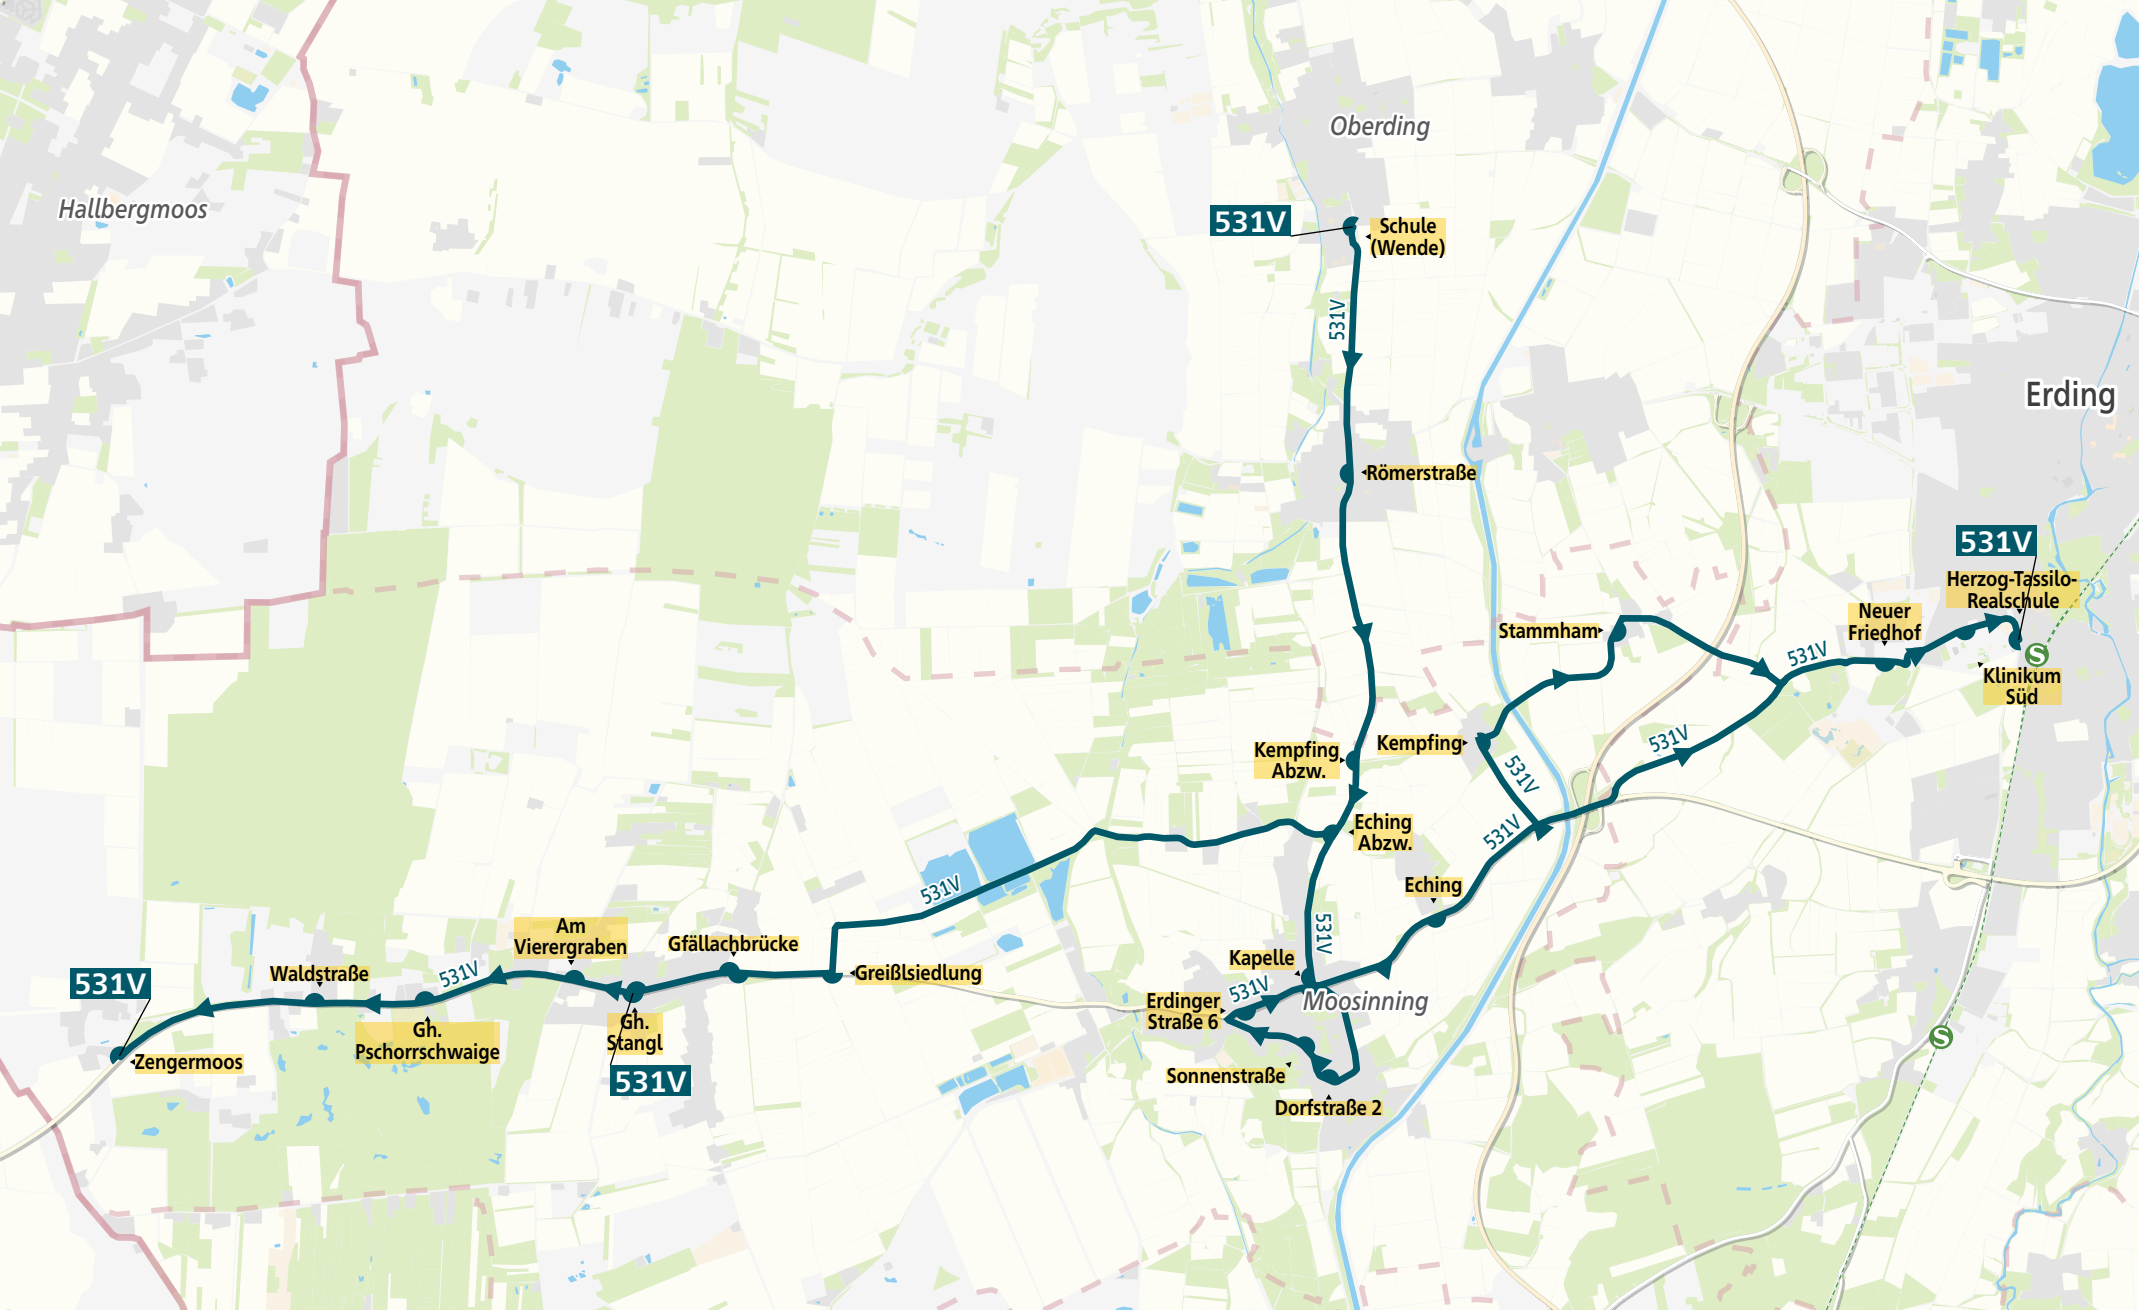 Oberding
Hallbergmoos
531V
Schule
(Wende)
531V
Erding
Römerstraße
531V
Herzog-Tassilo-
Realschule
Neuer
Friedhof
Stammham
531V
S
Klinikum
Süd
531V
Kempfing
Kempfing
Abzw.
531V
Eching
Abzw.
531V
Eching
531V
531V
Am
Vierergraben
Gfällachbrücke
Kapelle
Waldstraße
531V
Greißlsiedlung
531V
531V
Erdinger
Straße 6
Moosinning
Gh.
Pschorrschwaige
Gh.
Stangl
S
Zengermoos
Sonnenstraße
531V
Dorfstraße 2